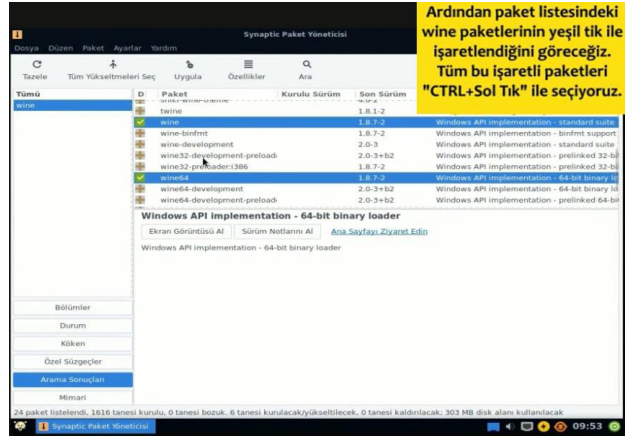 Ardından paket listesindeki
wine paketlerinin yeşil tik ile
işaretlendiğini göreceğiz.
Tüm bu işaretli paketleri
"CTRL+Sol Tık" ile seçiyoruz.
Synaptic Paket Yöneticisi
Dosya Düzen Paket Ayarlar Yardım
Tazele Tüm Yükseltmeleri Seç Uygula Özellikler Ara
Tümü
wine
D Paket Kurulu Sürüm Son Sürüm
twine 1.8.1-2
wine 1.8.7-2 Windows API implementation - standard suite
wine-binfmt 1.8.7-2 Windows API implementation - binfmt support
wine-development 2.0-3 Windows API implementation - standard suite
wine32-development-preload 2.0-3+b2 Windows API implementation - prelinked 32-bi
wine32-preloader:i386 1.8.7-2 Windows API implementation - prelinked 32-bi
wine64 1.8.7-2 Windows API implementation - 64-bit binary lo
wine64-development 2.0-3+b2 Windows API implementation - 64-bit binary lo
wine64-development-preload 2.0-3+b2 Windows API implementation - prelinked 64-bi
Windows API implementation - 64-bit binary loader
Ekran Görüntüsü Al Sürüm Notlarını Al Ana Sayfayı Ziyaret Edin
Windows API implementation - 64-bit binary loader
Bölümler
Durum
Köken
Özel Süzgeçler
Arama Sonuçları
Mimari
24 paket listelendi, 1616 tanesi kurulu, 0 tanesi bozuk. 6 tanesi kurulacak/yükseltilecek, 0 tanesi kaldırılacak; 303 MB disk alanı kullanılacak
Synaptic Paket Yöneticisi 09:53